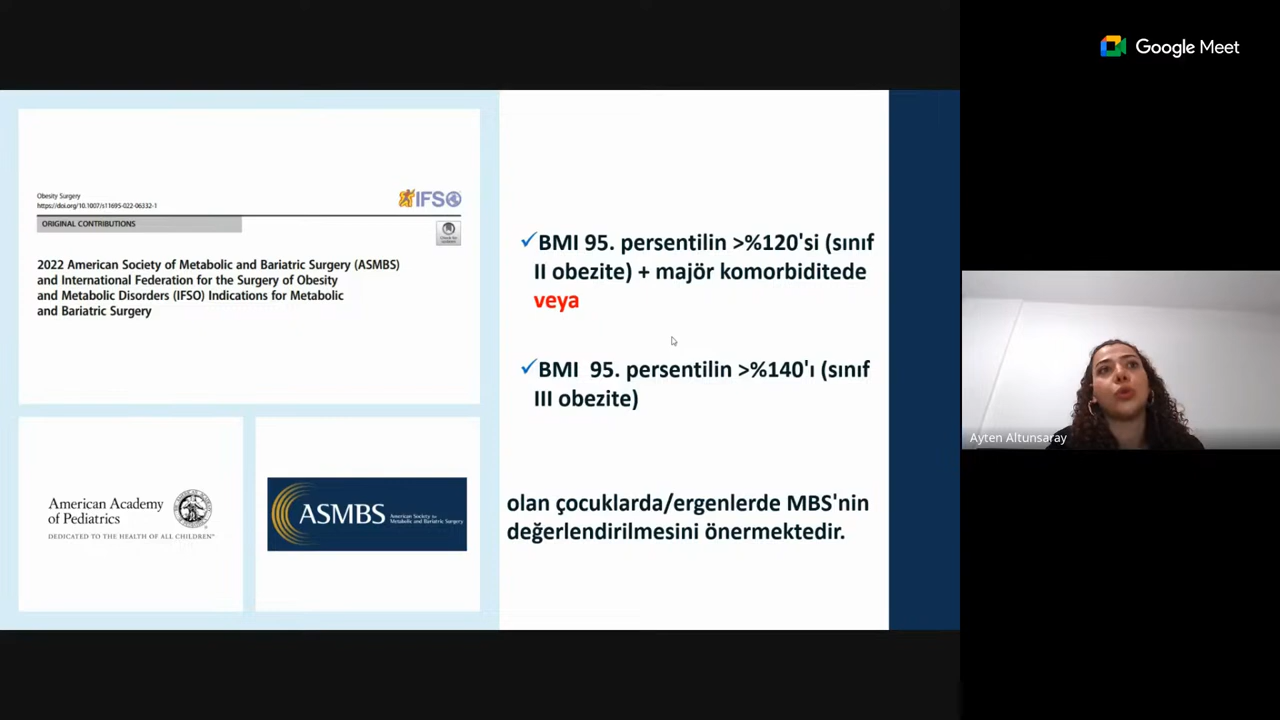 Google Meet
Obesity Surgery
https://doi.org/10.1007/s11695-022-06332-1
IFSO
ORIGINAL CONTRIBUTIONS
2022 American Society of Metabolic and Bariatric Surgery (ASMBS)
and International Federation for the Surgery of Obesity
and Metabolic Disorders (IFSO) Indications for Metabolic
and Bariatric Surgery
American Academy
of Pediatrics
DEDICATED TO THE HEALTH OF ALL CHILDREN
ASMBS
American Society for
Metabolic and Bariatric Surgery
✓BMI 95. persentilin >%120'si (sınıf
II obezite) + majör komorbiditede
veya
✓BMI 95. persentilin >%140'ı (sınıf
III obezite)
olan çocuklarda/ergenlerde MBS'nin
değerlendirilmesini önermektedir.
Ayten Altunsaray